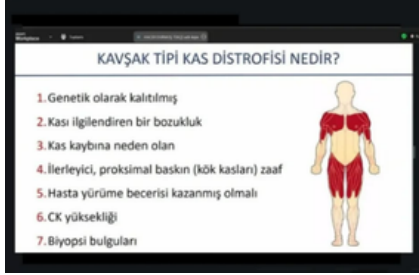 KAVŞAK TİPİ KAS DİSTROFİSİ NEDİR?
1. Genetik olarak kalıtılmış
2. Kası ilgilendiren bir bozukluk
3. Kas kaybına neden olan
4. İlerleyici, proksimal baskın (kök kasları) zaaf
5. Hasta yürüme becerisi kazanmış olmalı
6. CK yüksekliği
7. Biyopsi bulguları